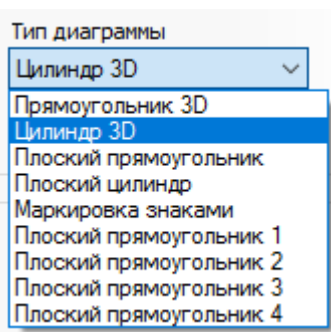 Тип диаграммы
Цилиндр 3D
Прямоугольник 3D
Цилиндр 3D
Плоский прямоугольник
Плоский цилиндр
Маркировка знаками
Плоский прямоугольник 1
Плоский прямоугольник 2
Плоский прямоугольник 3
Плоский прямоугольник 4